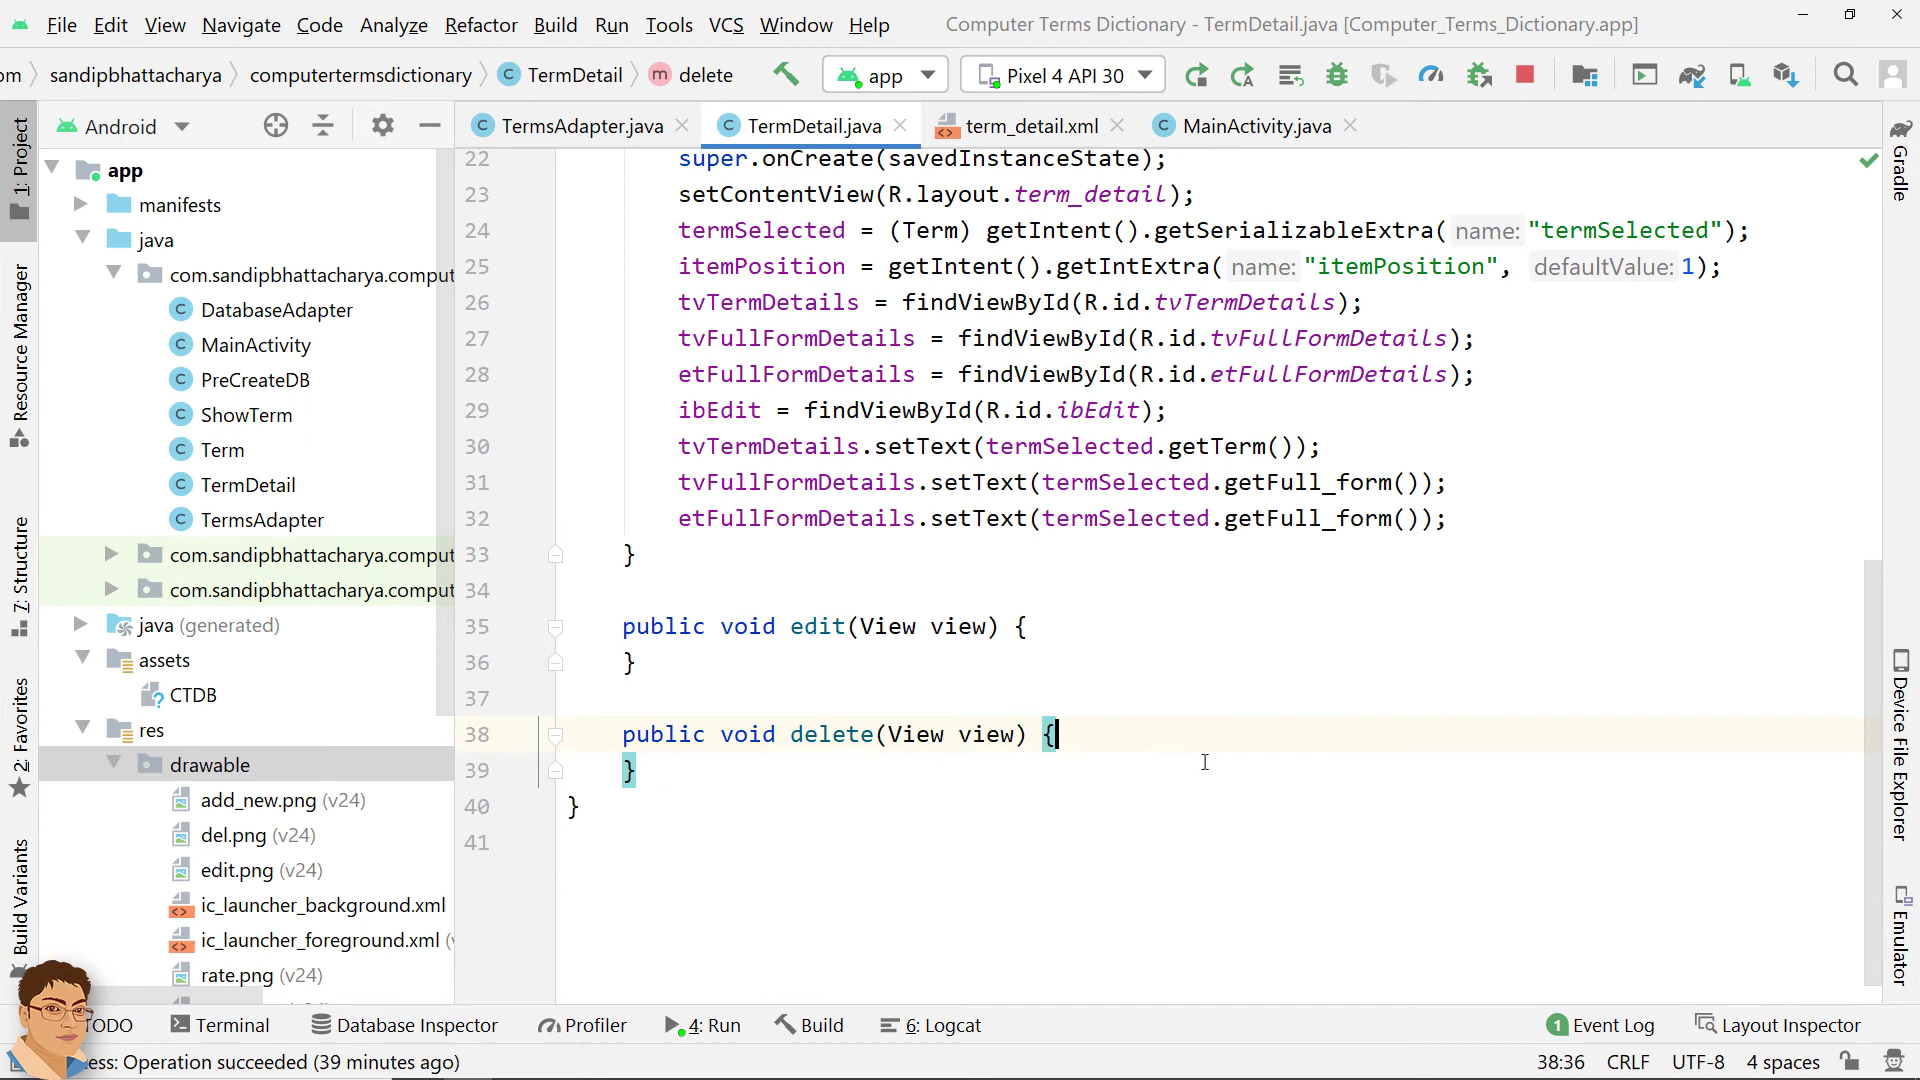 File Edit View Navigate Code Analyze Refactor Build Run Tools VCS Window Help Computer Terms Dictionary - TermDetail.java [Computer_Terms_Dictionary.app]
om sandipbhattacharya computertermsdictionary C TermDetail m delete app Pixel 4 API 30
Android
C TermsAdapter.java C TermDetail.java term_detail.xml C MainActivity.java
1: Project
Resource Manager
7: Structure
2: Favorites
Build Variants
app
manifests
java
com.sandipbhattacharya.comput
C DatabaseAdapter
C MainActivity
C PreCreateDB
C ShowTerm
C Term
C TermDetail
C TermsAdapter
com.sandipbhattacharya.comput
com.sandipbhattacharya.comput
java (generated)
assets
CTDB
res
drawable
add_new.png (v24)
del.png (v24)
edit.png (v24)
ic_launcher_background.xml
ic_launcher_foreground.xml (v
rate.png (v24)
22 super.onCreate(savedInstanceState);
23 setContentView(R.layout.term_detail);
24 termSelected = (Term) getIntent().getSerializableExtra( name: "termSelected");
25 itemPosition = getIntent().getIntExtra( name: "itemPosition", defaultValue: 1);
26 tvTermDetails = findViewById(R.id.tvTermDetails);
27 tvFullFormDetails = findViewById(R.id.tvFullFormDetails);
28 etFullFormDetails = findViewById(R.id.etFullFormDetails);
29 ibEdit = findViewById(R.id.ibEdit);
30 tvTermDetails.setText(termSelected.getTerm());
31 tvFullFormDetails.setText(termSelected.getFull_form());
32 etFullFormDetails.setText(termSelected.getFull_form());
33 }
34
35 public void edit(View view) {
36 }
37
38 public void delete(View view) {
39 }
40 }
41
Gradle
Device File Explorer
Emulator
TODO Terminal Database Inspector Profiler 4: Run Build 6: Logcat 1 Event Log Layout Inspector
ess: Operation succeeded (39 minutes ago) 38:36 CRLF UTF-8 4 spaces